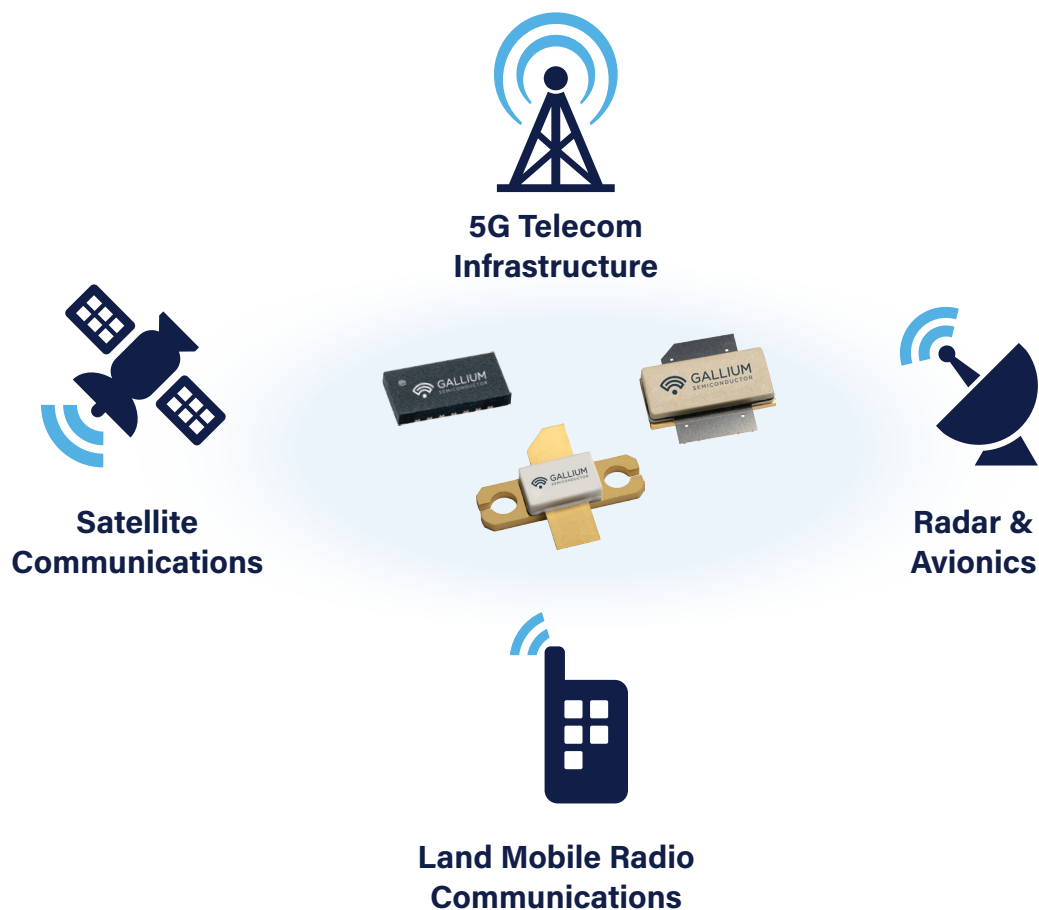 5G Telecom
Infrastructure
GALLIUM
SEMICONDUCTOR
GALLIUM
SEMICONDUCTOR
GALLIUM
SEMICONDUCTOR
Satellite
Communications
Radar &
Avionics
Land Mobile Radio
Communications